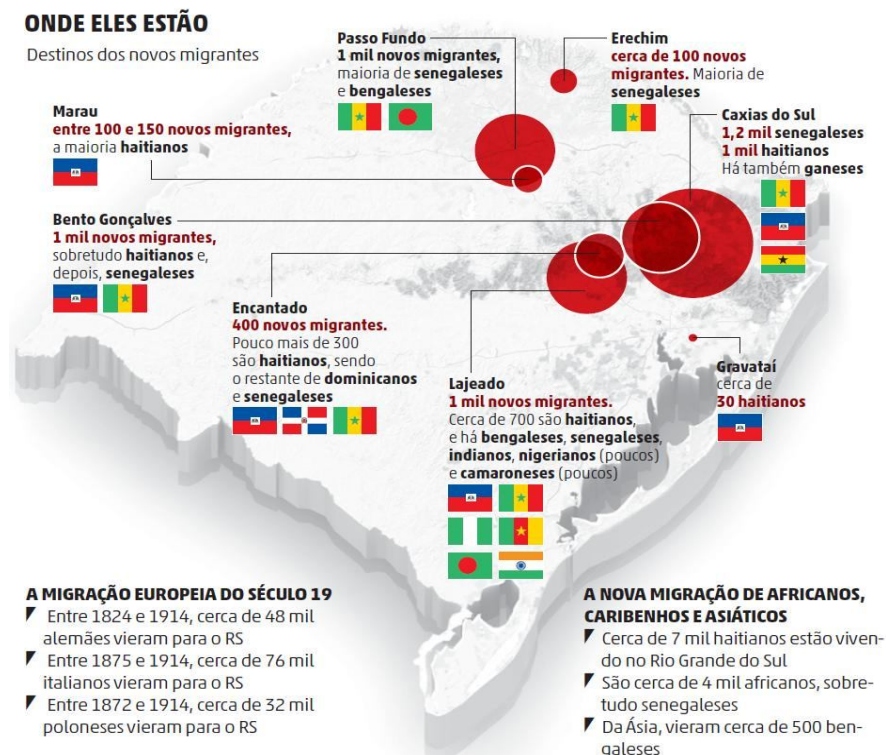 ONDE ELES ESTÃO
Destinos dos novos migrantes
Passo Fundo
1 mil novos migrantes,
maioria de senegaleses
e bengaleses
Erechim
cerca de 100 novos
migrantes. Maioria de
senegaleses
Marau
entre 100 e 150 novos migrantes,
a maioria haitianos
Caxias do Sul
1,2 mil senegaleses
1 mil haitianos
Há também ganeses
Bento Gonçalves
1 mil novos migrantes,
sobretudo haitianos e,
depois, senegaleses
Encantado
400 novos migrantes.
Pouco mais de 300
são haitianos, sendo
o restante de dominicanos
e senegaleses
Lajeado
1 mil novos migrantes.
Cerca de 700 são haitianos,
e há bengaleses, senegaleses,
indianos, nigerianos (poucos)
e camaroneses (poucos)
Gravataí
cerca de
30 haitianos
A MIGRAÇÃO EUROPEIA DO SÉCULO 19
Entre 1824 e 1914, cerca de 48 mil
alemães vieram para o RS
Entre 1875 e 1914, cerca de 76 mil
italianos vieram para o RS
Entre 1872 e 1914, cerca de 32 mil
poloneses vieram para o RS
A NOVA MIGRAÇÃO DE AFRICANOS,
CARIBENHOS E ASIÁTICOS
Cerca de 7 mil haitianos estão viven-
do no Rio Grande do Sul
São cerca de 4 mil africanos, sobre-
tudo senegaleses
Da Ásia, vieram cerca de 500 ben-
galeses